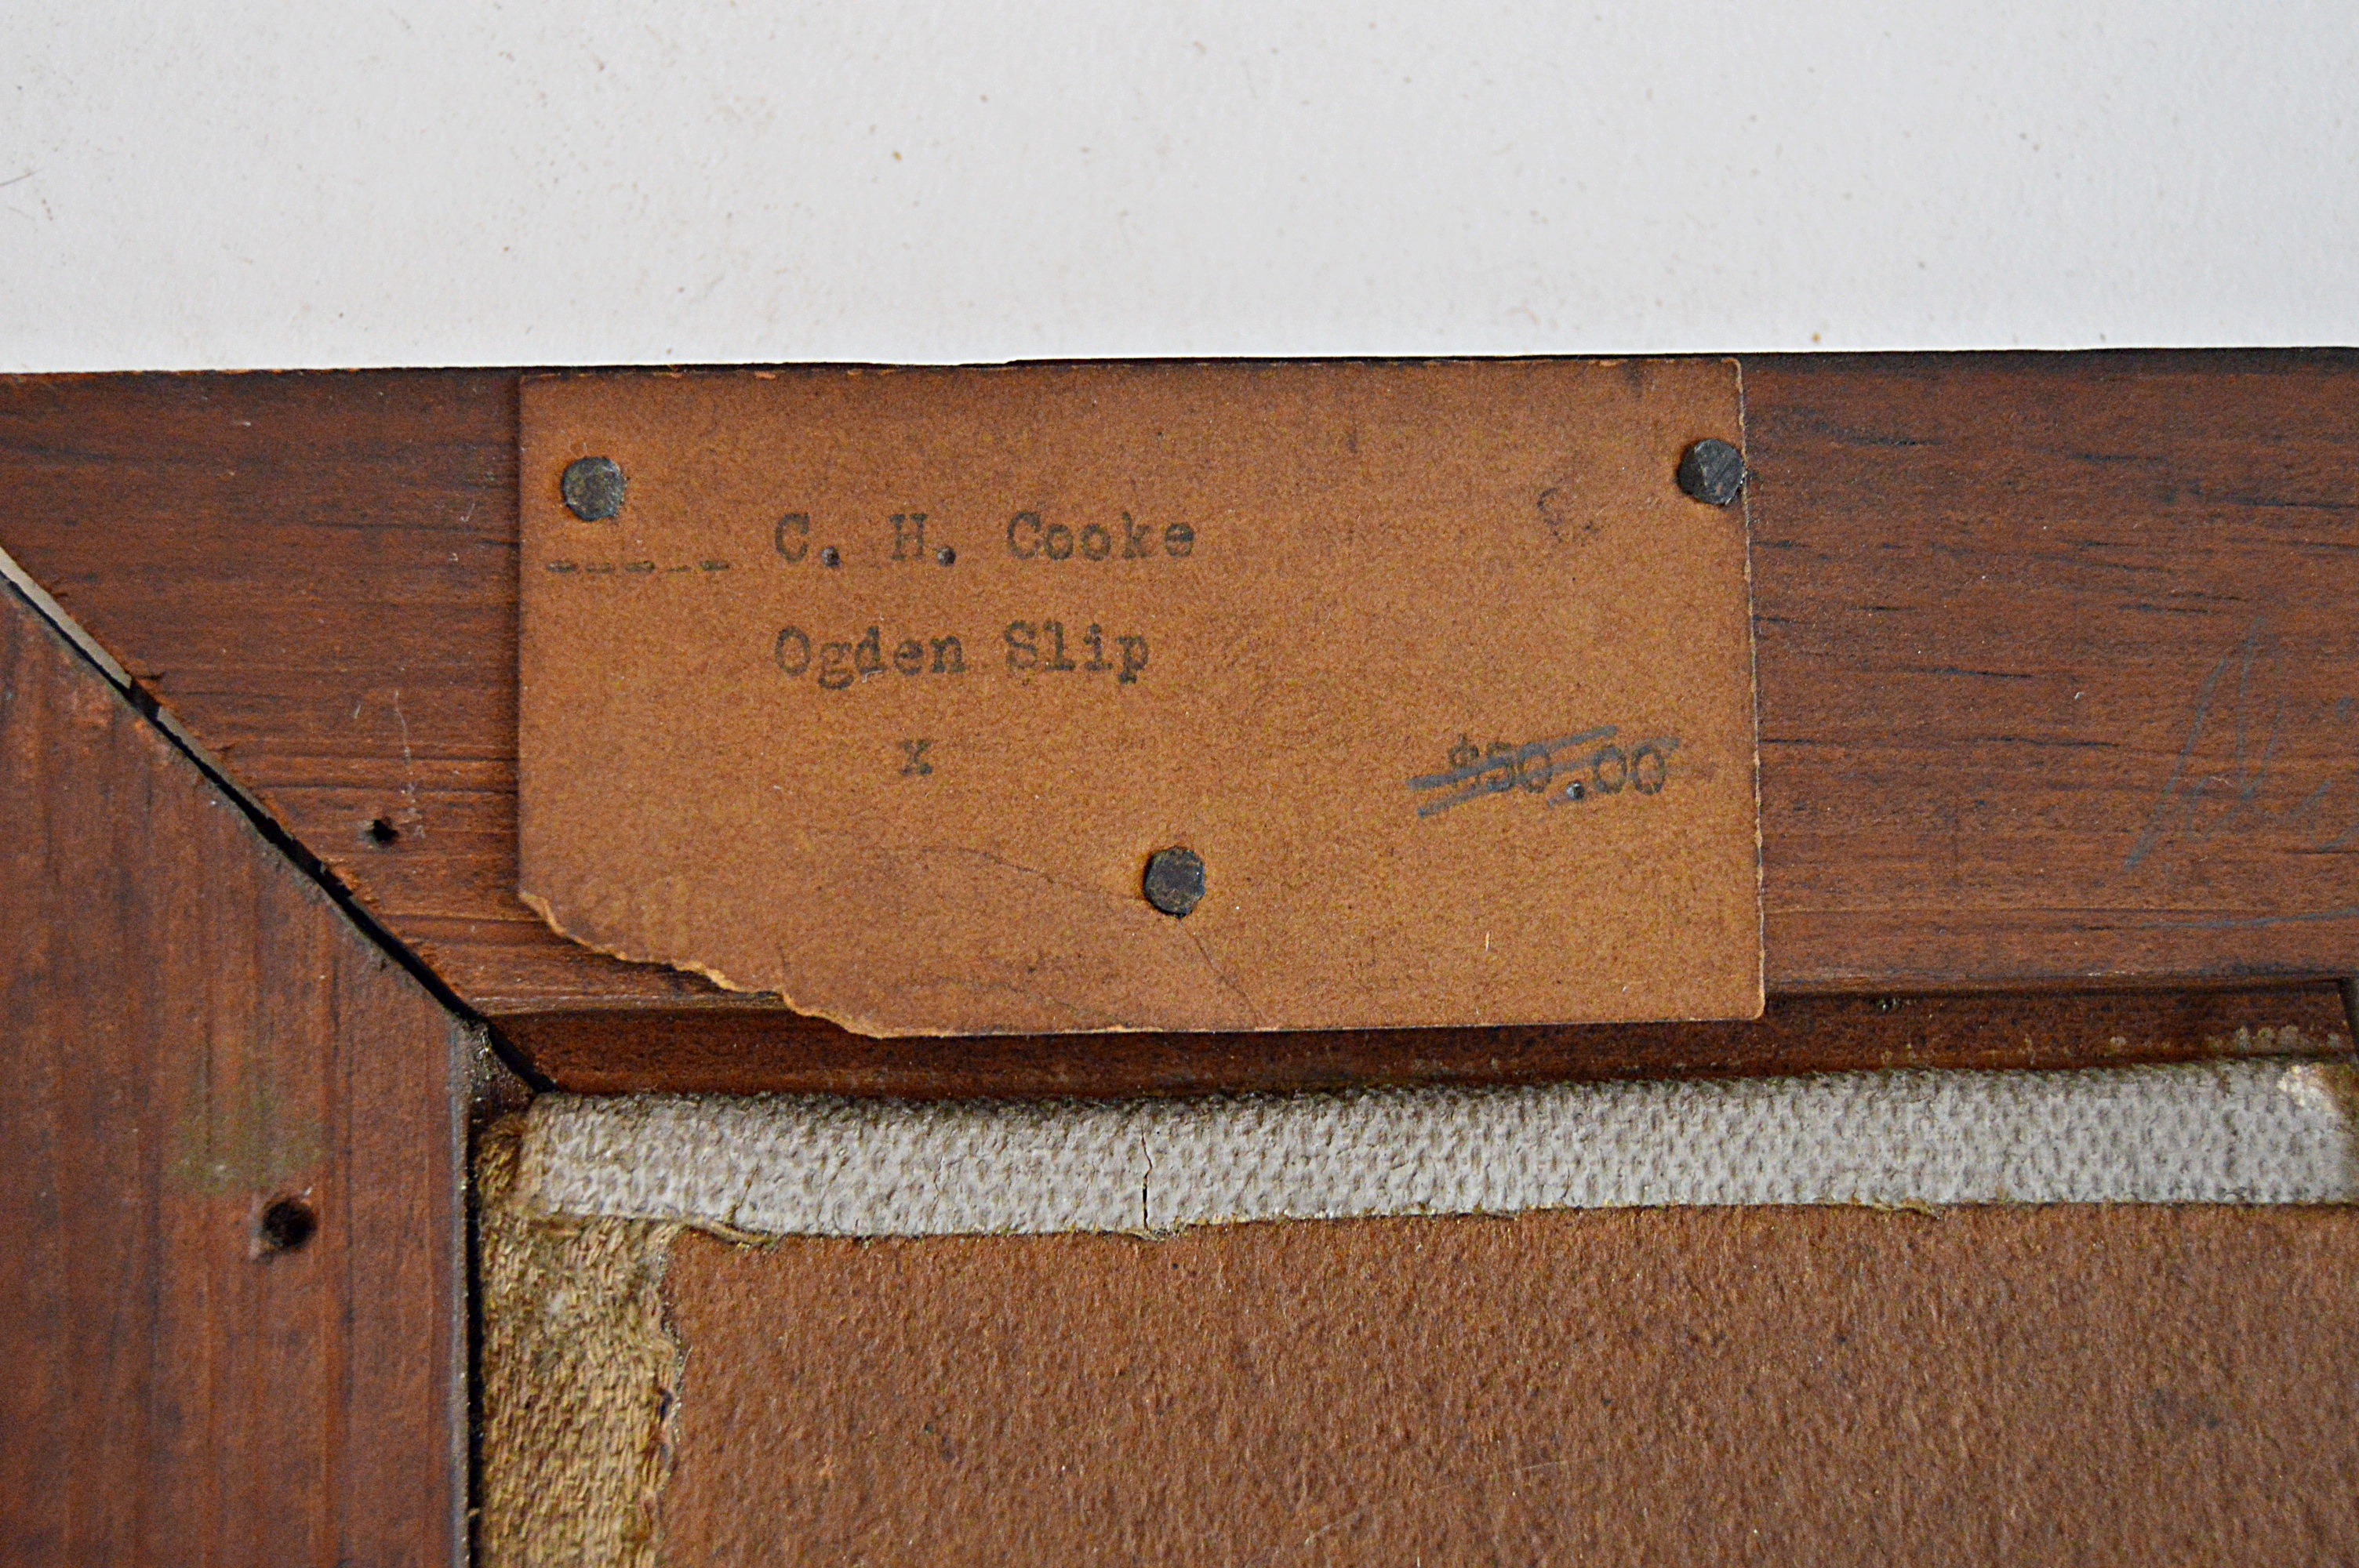 ----- C. H. Cooke
Ogden Slip
x
$50.00